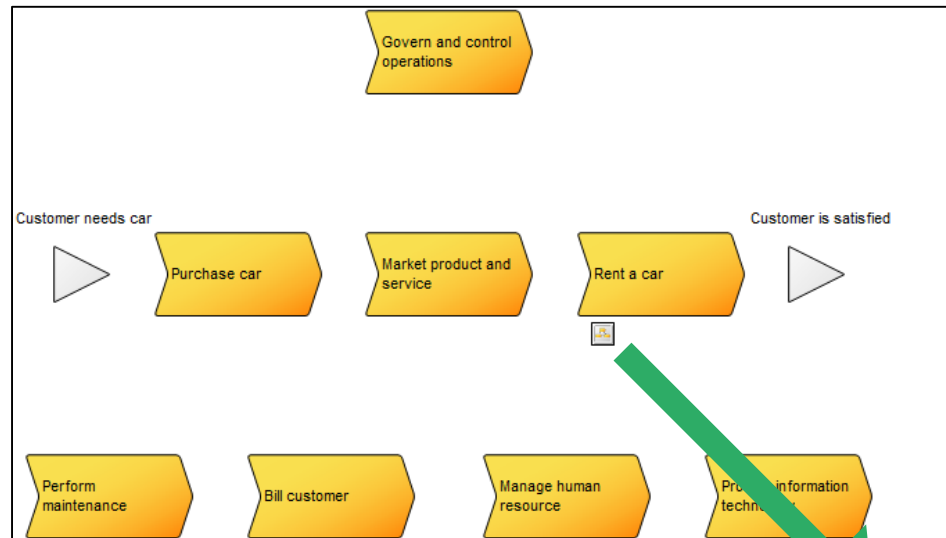 Govern and control
operations
Customer needs car
Customer is satisfied
Purchase car
Market product and
service
Rent a car
Perform
maintenance
Bill customer
Manage human
resource
information